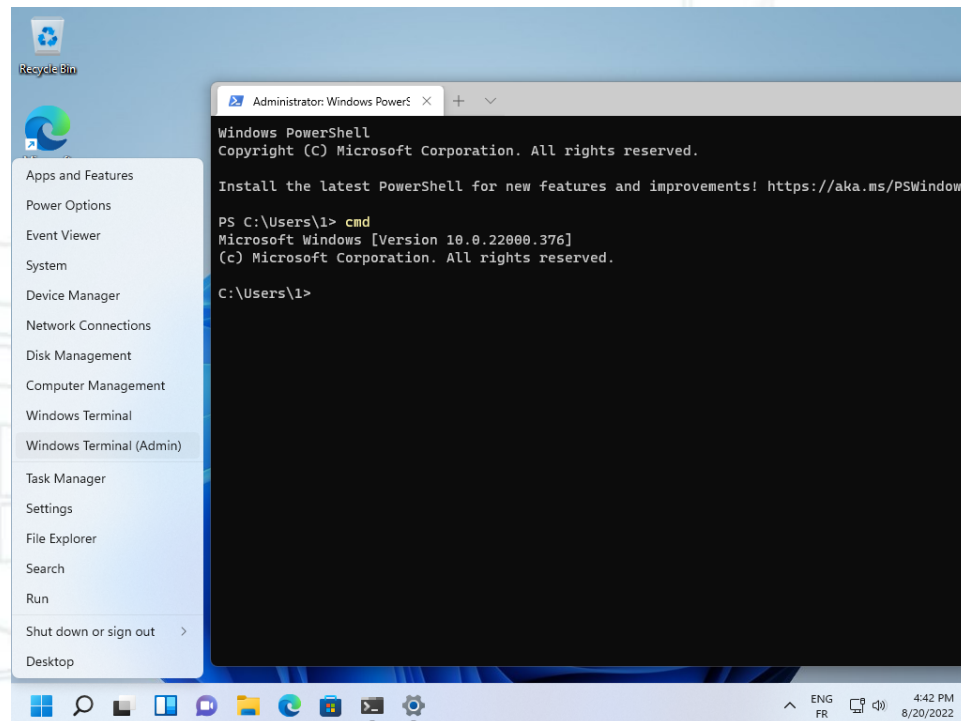 Recycle Bin
Administrator: Windows PowerS
Windows PowerShell
Copyright (C) Microsoft Corporation. All rights reserved.
Install the latest PowerShell for new features and improvements! https://aka.ms/PSWindow
PS C:\Users\1> cmd
Microsoft Windows [Version 10.0.22000.376]
(c) Microsoft Corporation. All rights reserved.
C:\Users\1>
Apps and Features
Power Options
Event Viewer
System
Device Manager
Network Connections
Disk Management
Computer Management
Windows Terminal
Windows Terminal (Admin)
Task Manager
Settings
File Explorer
Search
Run
Shut down or sign out
Desktop
ENG
FR
4:42 PM
8/20/2022